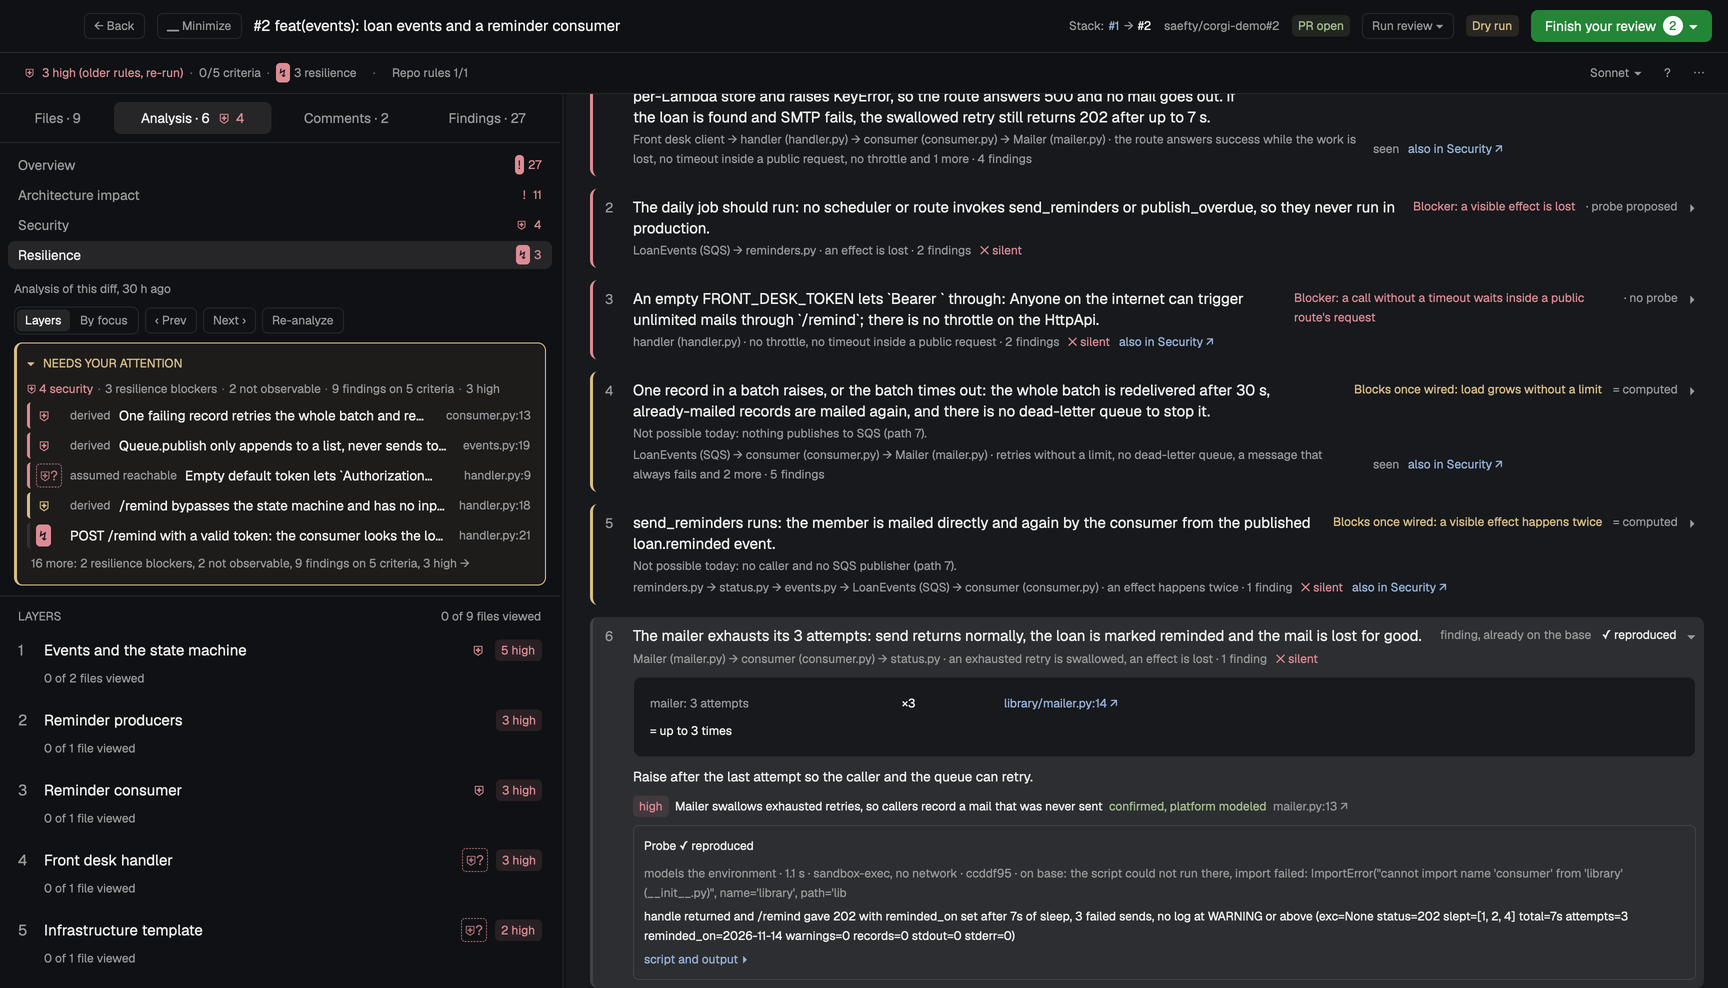 ← Back
__ Minimize
#2 feat(events): loan events and a reminder consumer
Stack: #1 → #2
saefty/corgi-demo#2
PR open
Run review
Dry run
Finish your review 2
3 high (older rules, re-run) · 0/5 criteria · 3 resilience · Repo rules 1/1
Sonnet
?
···
Files · 9
Analysis · 6 4
Comments · 2
Findings · 27
Overview
! 27
Architecture impact
! 11
Security
4
Resilience
3
Analysis of this diff, 30 h ago
Layers
By focus
‹ Prev
Next ›
Re-analyze
NEEDS YOUR ATTENTION
4 security · 3 resilience blockers · 2 not observable · 9 findings on 5 criteria · 3 high
derived One failing record retries the whole batch and re... consumer.py:13
derived Queue.publish only appends to a list, never sends to... events.py:19
? assumed reachable Empty default token lets `Authorization... handler.py:9
derived /remind bypasses the state machine and has no inp... handler.py:18
POST /remind with a valid token: the consumer looks the lo... handler.py:21
16 more: 2 resilience blockers, 2 not observable, 9 findings on 5 criteria, 3 high →
LAYERS
0 of 9 files viewed
1 Events and the state machine
5 high
0 of 2 files viewed
2 Reminder producers
3 high
0 of 1 file viewed
3 Reminder consumer
3 high
0 of 1 file viewed
4 Front desk handler
? 3 high
0 of 1 file viewed
5 Infrastructure template
? 2 high
0 of 1 file viewed
per-Lambda store and raises KeyError, so the route answers 500 and no mail goes out. If
the loan is found and SMTP fails, the swallowed retry still returns 202 after up to 7 s.
Front desk client → handler (handler.py) → consumer (consumer.py) → Mailer (mailer.py) · the route answers success while the work is
lost, no timeout inside a public request, no throttle and 1 more · 4 findings
seen also in Security ↗
2 The daily job should run: no scheduler or route invokes send_reminders or publish_overdue, so they never run in
production.
Blocker: a visible effect is lost · probe proposed
LoanEvents (SQS) → reminders.py · an effect is lost · 2 findings ✕ silent
3 An empty FRONT_DESK_TOKEN lets `Bearer ` through: Anyone on the internet can trigger
unlimited mails through `/remind`; there is no throttle on the HttpApi.
Blocker: a call without a timeout waits inside a public
route's request
· no probe
handler (handler.py) · no throttle, no timeout inside a public request · 2 findings ✕ silent also in Security ↗
4 One record in a batch raises, or the batch times out: the whole batch is redelivered after 30 s,
already-mailed records are mailed again, and there is no dead-letter queue to stop it.
Blocks once wired: load grows without a limit = computed
Not possible today: nothing publishes to SQS (path 7).
LoanEvents (SQS) → consumer (consumer.py) → Mailer (mailer.py) · retries without a limit, no dead-letter queue, a message that
always fails and 2 more · 5 findings
seen also in Security ↗
5 send_reminders runs: the member is mailed directly and again by the consumer from the published
loan.reminded event.
Blocks once wired: a visible effect happens twice = computed
Not possible today: no caller and no SQS publisher (path 7).
reminders.py → status.py → events.py → LoanEvents (SQS) → consumer (consumer.py) · an effect happens twice · 1 finding ✕ silent also in Security ↗
6 The mailer exhausts its 3 attempts: send returns normally, the loan is marked reminded and the mail is lost for good.
finding, already on the base ✓ reproduced
Mailer (mailer.py) → consumer (consumer.py) → status.py · an exhausted retry is swallowed, an effect is lost · 1 finding ✕ silent
mailer: 3 attempts ×3 library/mailer.py:14 ↗
= up to 3 times
Raise after the last attempt so the caller and the queue can retry.
high Mailer swallows exhausted retries, so callers record a mail that was never sent confirmed, platform modeled mailer.py:13 ↗
Probe ✓ reproduced
models the environment · 1.1 s · sandbox-exec, no network · ccddf95 · on base: the script could not run there, import failed: ImportError("cannot import name 'consumer' from 'library'
(__init__.py)", name='library', path='lib
handle returned and /remind gave 202 with reminded_on set after 7s of sleep, 3 failed sends, no log at WARNING or above (exc=None status=202 slept=[1, 2, 4] total=7s attempts=3
reminded_on=2026-11-14 warnings=0 records=0 stdout=0 stderr=0)
script and output